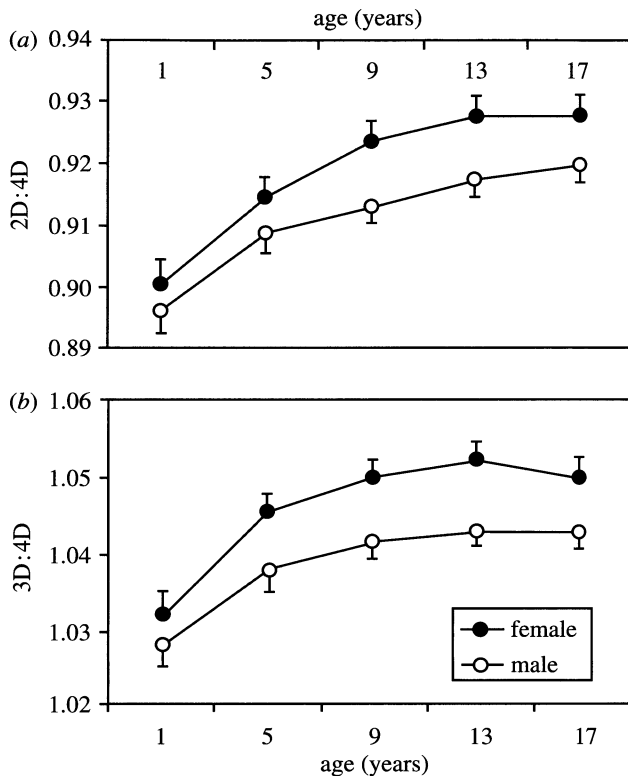 age (years)
(a) 0.94
1 5 9 13 17
0.93
0.92
2D:4D
0.91
0.90
0.89
(b) 1.06
1.05
3D:4D
1.04
1.03
female
male
1.02
1 5 9 13 17
age (years)